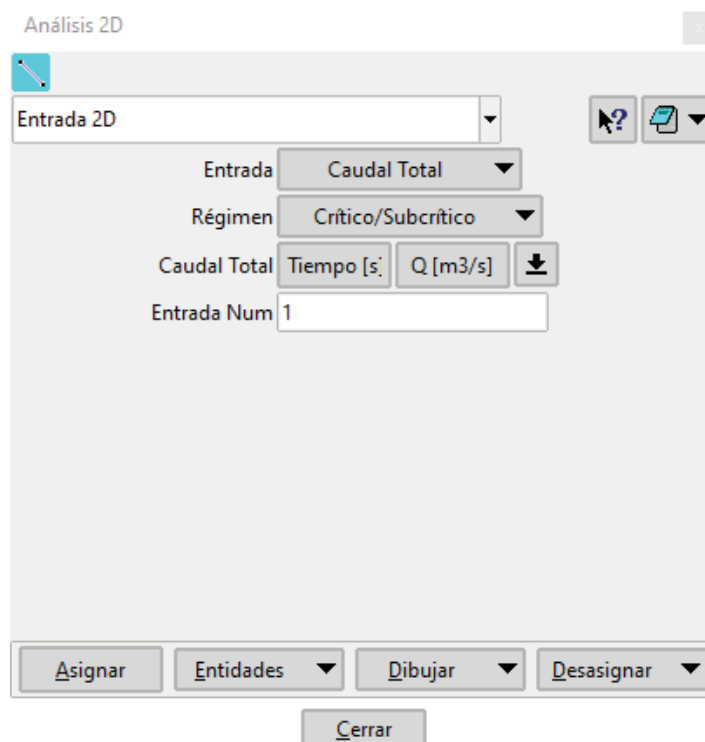 Análisis 2D
Entrada 2D
Entrada Caudal Total
Régimen Crítico/Subcrítico
Caudal Total Tiempo [s] Q [m3/s]
Entrada Num 1
Asignar Entidades Dibujar Desasignar
Cerrar